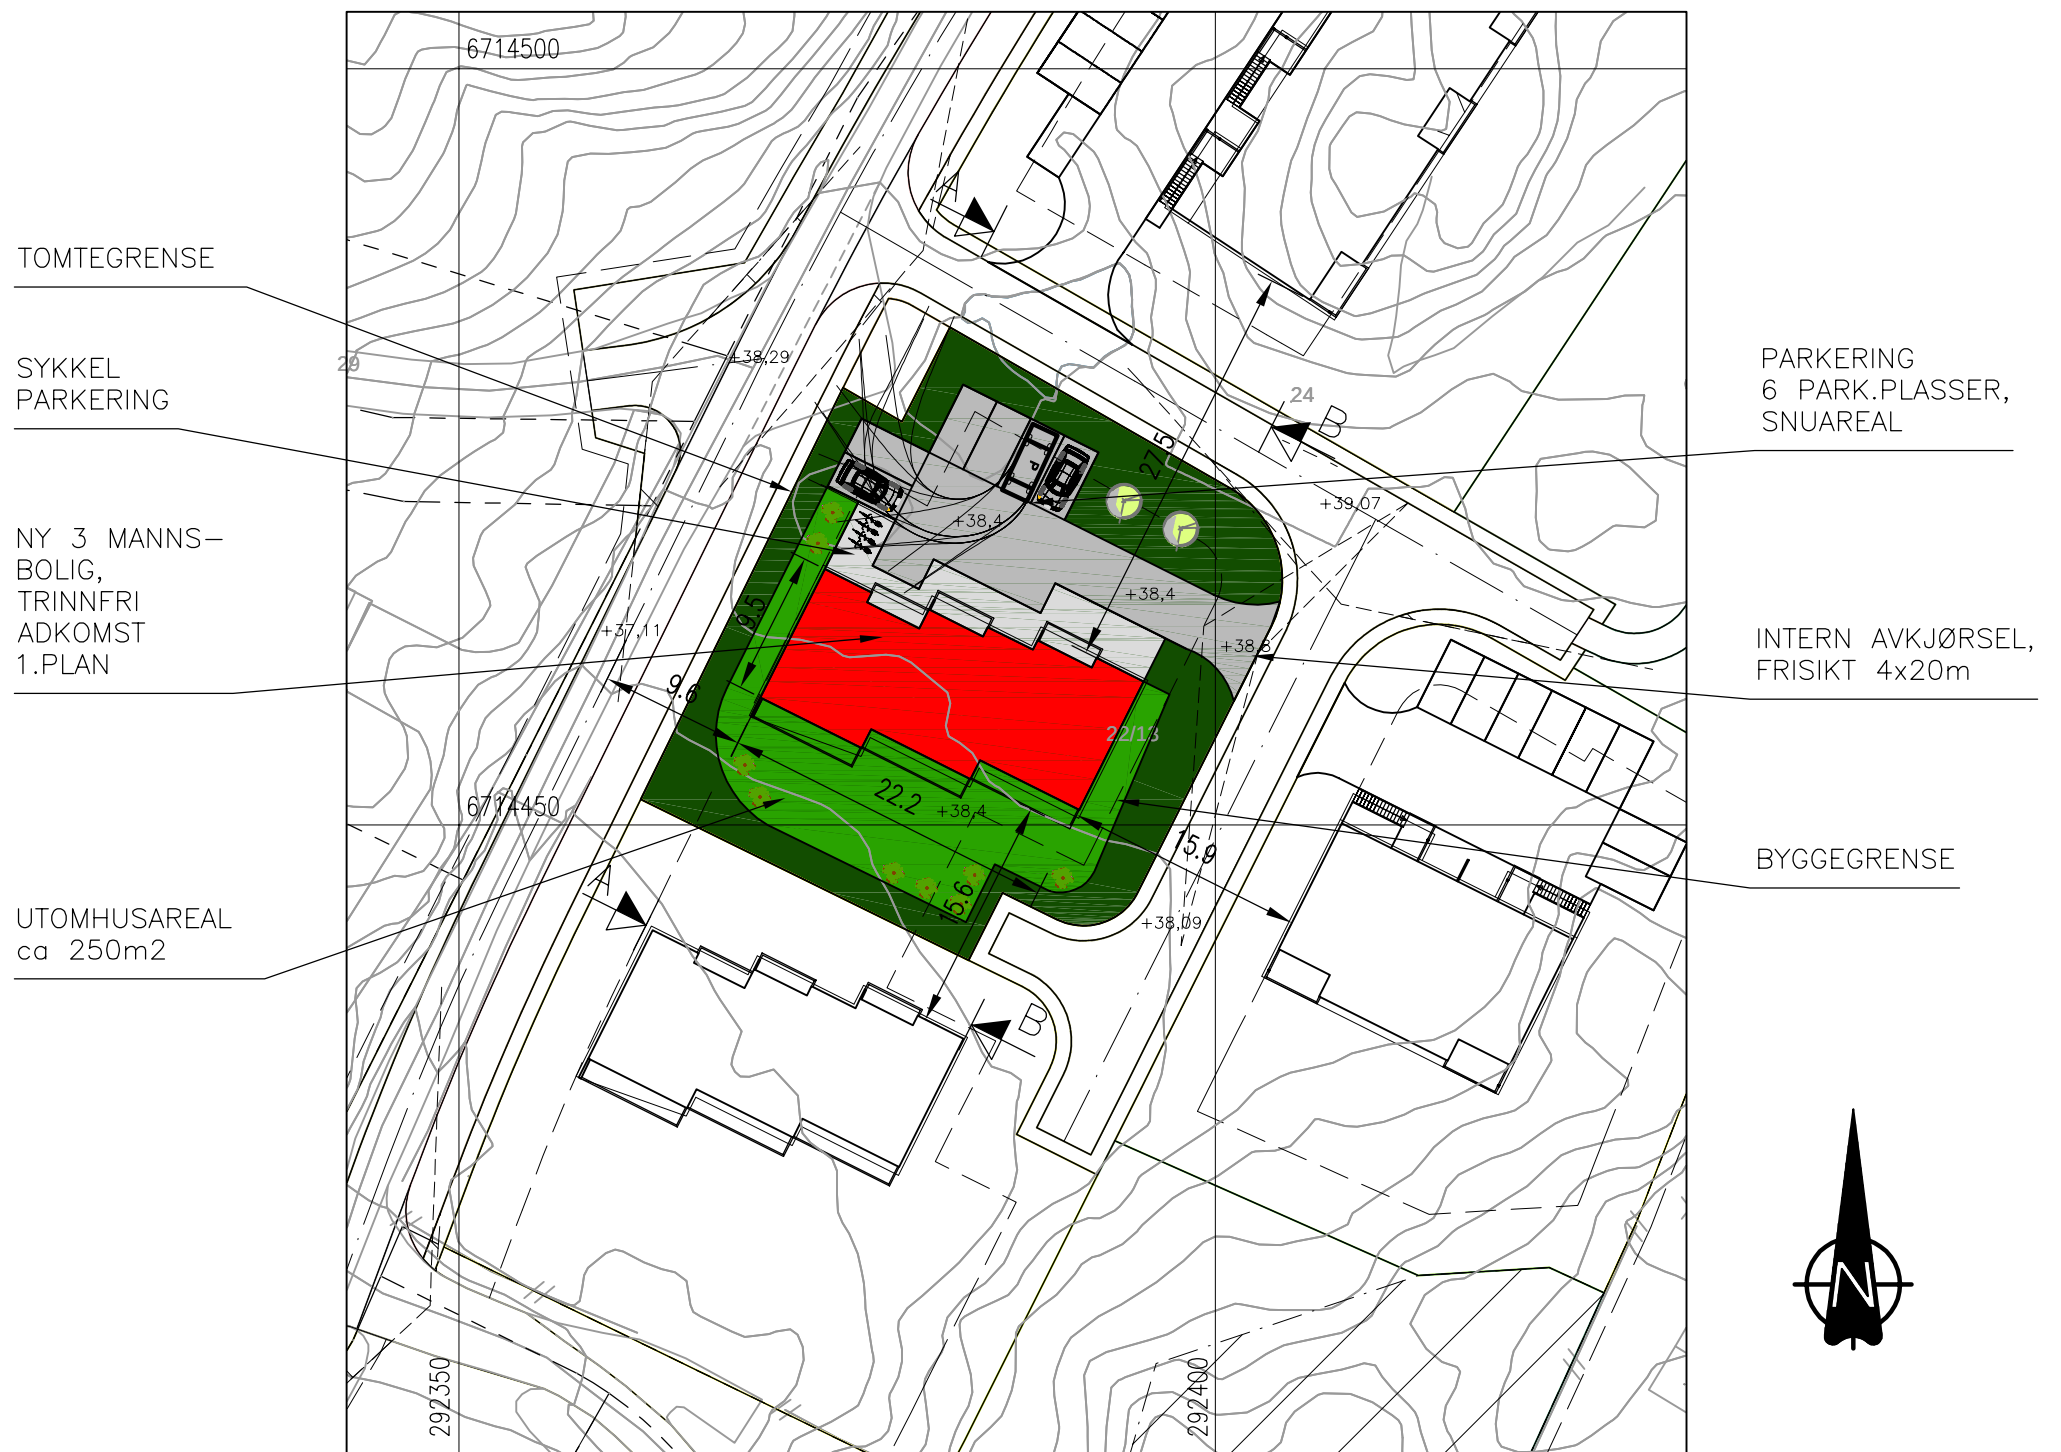 6714500
A
TOMTEGRENSE
+38,29
29
SYKKEL
PARKERING
PARKERING
6 PARK.PLASSER,
SNUAREAL
24
B
27.5
P
+39,07
+38,4
NY 3 MANNS–
BOLIG,
TRINNFRI
ADKOMST
1.PLAN
9.5
+38,4
+37,11
+38,8
INTERN AVKJØRSEL,
FRISIKT 4x20m
9.6
22/13
22.2
6714450
+38,4
15.9
BYGGEGRENSE
A
15.6
UTOMHUSAREAL
ca 250m2
+38,09
B
N
292350
292400